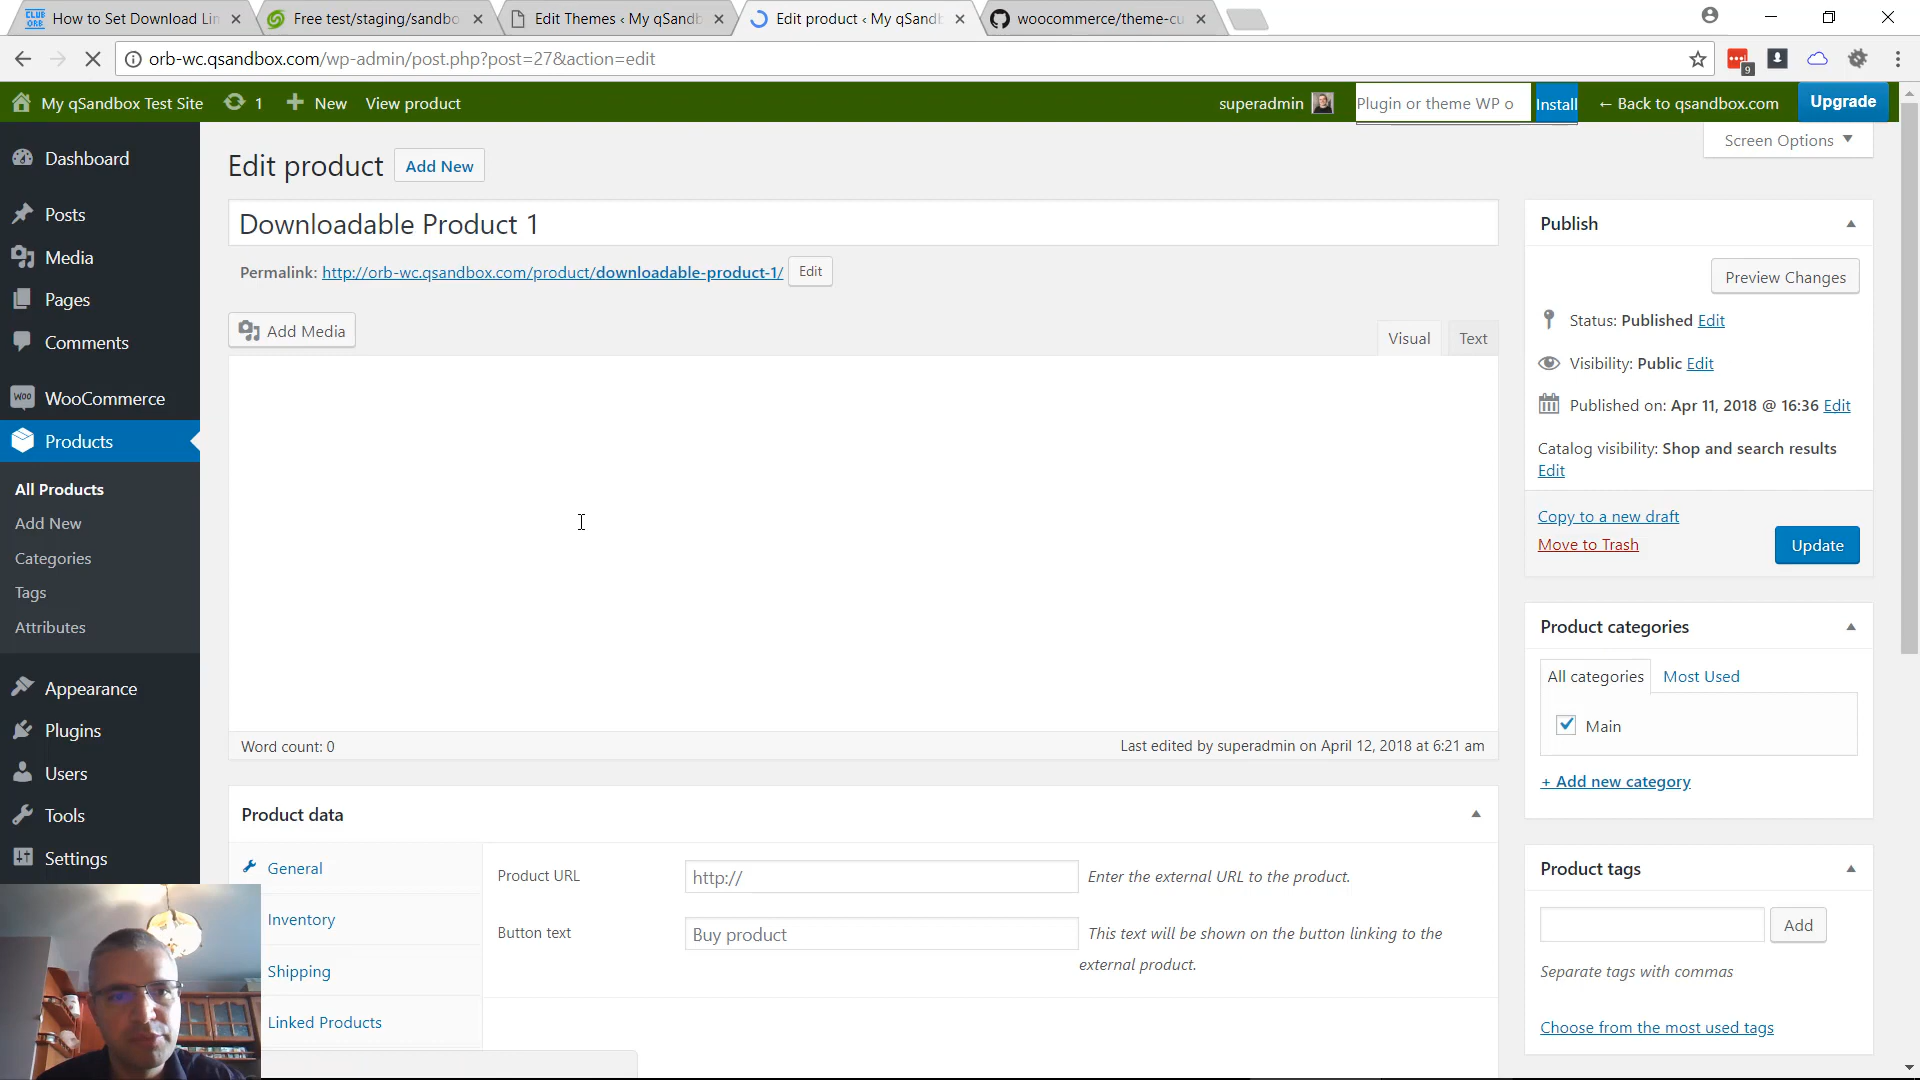 CLUB
ORB
How to Set Download Lin
Free test/staging/sandbo
Edit Themes ‹ My qSandb
Edit product ‹ My qSandb
woocommerce/theme-cu
orb-wc.qsandbox.com/wp-admin/post.php?post=27&action=edit
9
My qSandbox Test Site
1
New
View product
superadmin
Plugin or theme WP o
Install
← Back to qsandbox.com
Upgrade
Screen Options
Dashboard
Posts
Media
Pages
Comments
WOO
WooCommerce
Products
All Products
Add New
Categories
Tags
Attributes
Appearance
Plugins
Users
Tools
Settings
Edit product
Add New
Downloadable Product 1
Permalink: http://orb-wc.qsandbox.com/product/downloadable-product-1/ Edit
Add Media
Visual
Text
Word count: 0
Last edited by superadmin on April 12, 2018 at 6:21 am
Product data
General
Inventory
Shipping
Linked Products
Product URL
http://
Enter the external URL to the product.
Button text
Buy product
This text will be shown on the button linking to the
external product.
Publish
Preview Changes
Status: Published Edit
Visibility: Public Edit
Published on: Apr 11, 2018 @ 16:36 Edit
Catalog visibility: Shop and search results
Edit
Copy to a new draft
Move to Trash
Update
Product categories
All categories
Most Used
Main
+ Add new category
Product tags
Add
Separate tags with commas
Choose from the most used tags